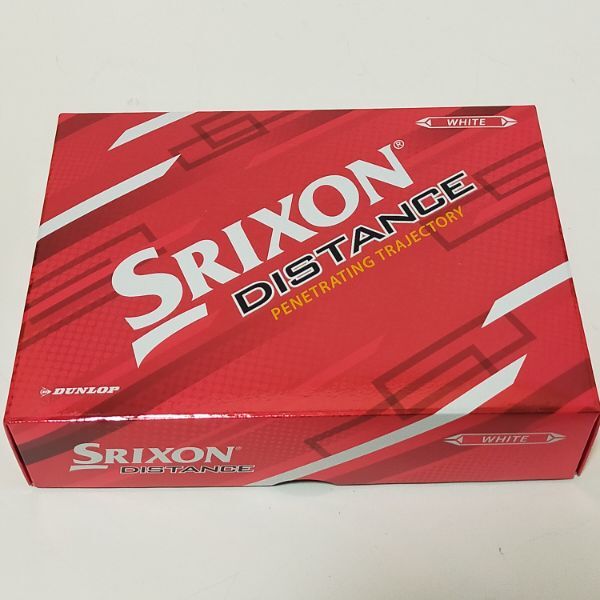 WHITE
SRIXON®
DISTANCE
PENETRATING TRAJECTORY
DUNLOP
SRIXON®
DISTANCE
WHITE